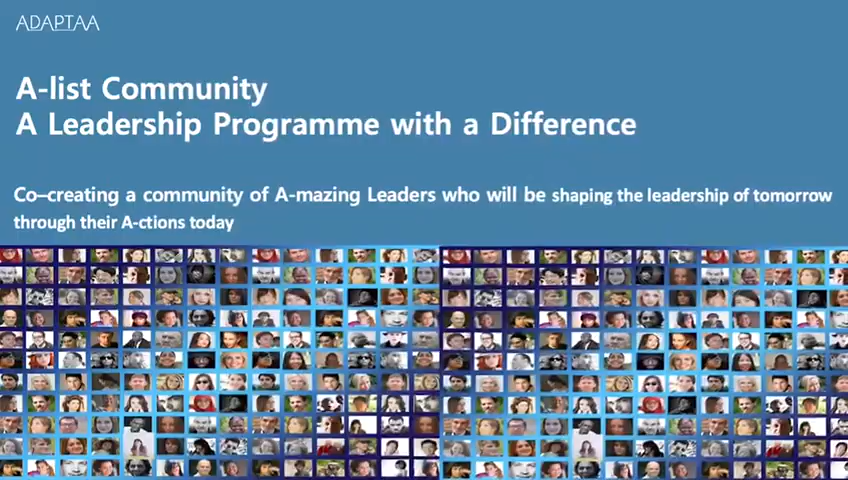 ADAPTAA
A-list Community
A Leadership Programme with a Difference
Co–creating a community of A-mazing Leaders who will be shaping the leadership of tomorrow
through their A-ctions today